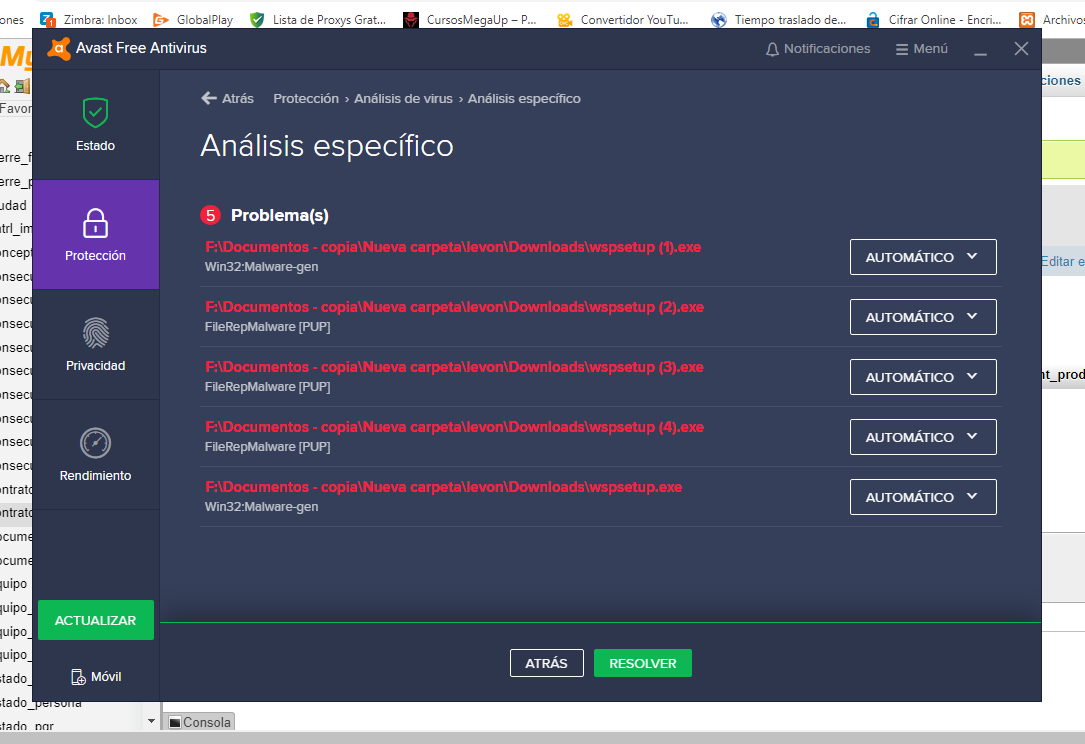 ones Zimbra: Inbox GlobalPlay Lista de Proxys Grat... CursosMegaUp – P... Convertidor YouTu... Tiempo traslado de... Cifrar Online - Encri... Archivos
My
Avast Free Antivirus Notificaciones Menú
ciones
Favor
Atrás Protección › Análisis de virus › Análisis específico
Estado
Análisis específico
erre_f
erre_p
udad
ntrl_im
oncept
onsecu
onsecu
onsecu
onsecu
onsecu
onsecu
onsecu
onsecu
onsecu
ontrato
ontrato
ocume
ocume
quipo
quipo_
quipo_
quipo_
stado_
stado_persona
stado_pqr
Protección
Privacidad
Rendimiento
ACTUALIZAR
Móvil
5 Problema(s)
F:\Documentos - copia\Nueva carpeta\levon\Downloads\wspsetup (1).exe
Win32:Malware-gen
AUTOMÁTICO
F:\Documentos - copia\Nueva carpeta\levon\Downloads\wspsetup (2).exe
FileRepMalware [PUP]
AUTOMÁTICO
F:\Documentos - copia\Nueva carpeta\levon\Downloads\wspsetup (3).exe
FileRepMalware [PUP]
AUTOMÁTICO
F:\Documentos - copia\Nueva carpeta\levon\Downloads\wspsetup (4).exe
FileRepMalware [PUP]
AUTOMÁTICO
F:\Documentos - copia\Nueva carpeta\levon\Downloads\wspsetup.exe
Win32:Malware-gen
AUTOMÁTICO
ATRÁS RESOLVER
Editar e
nt_prod
Consola